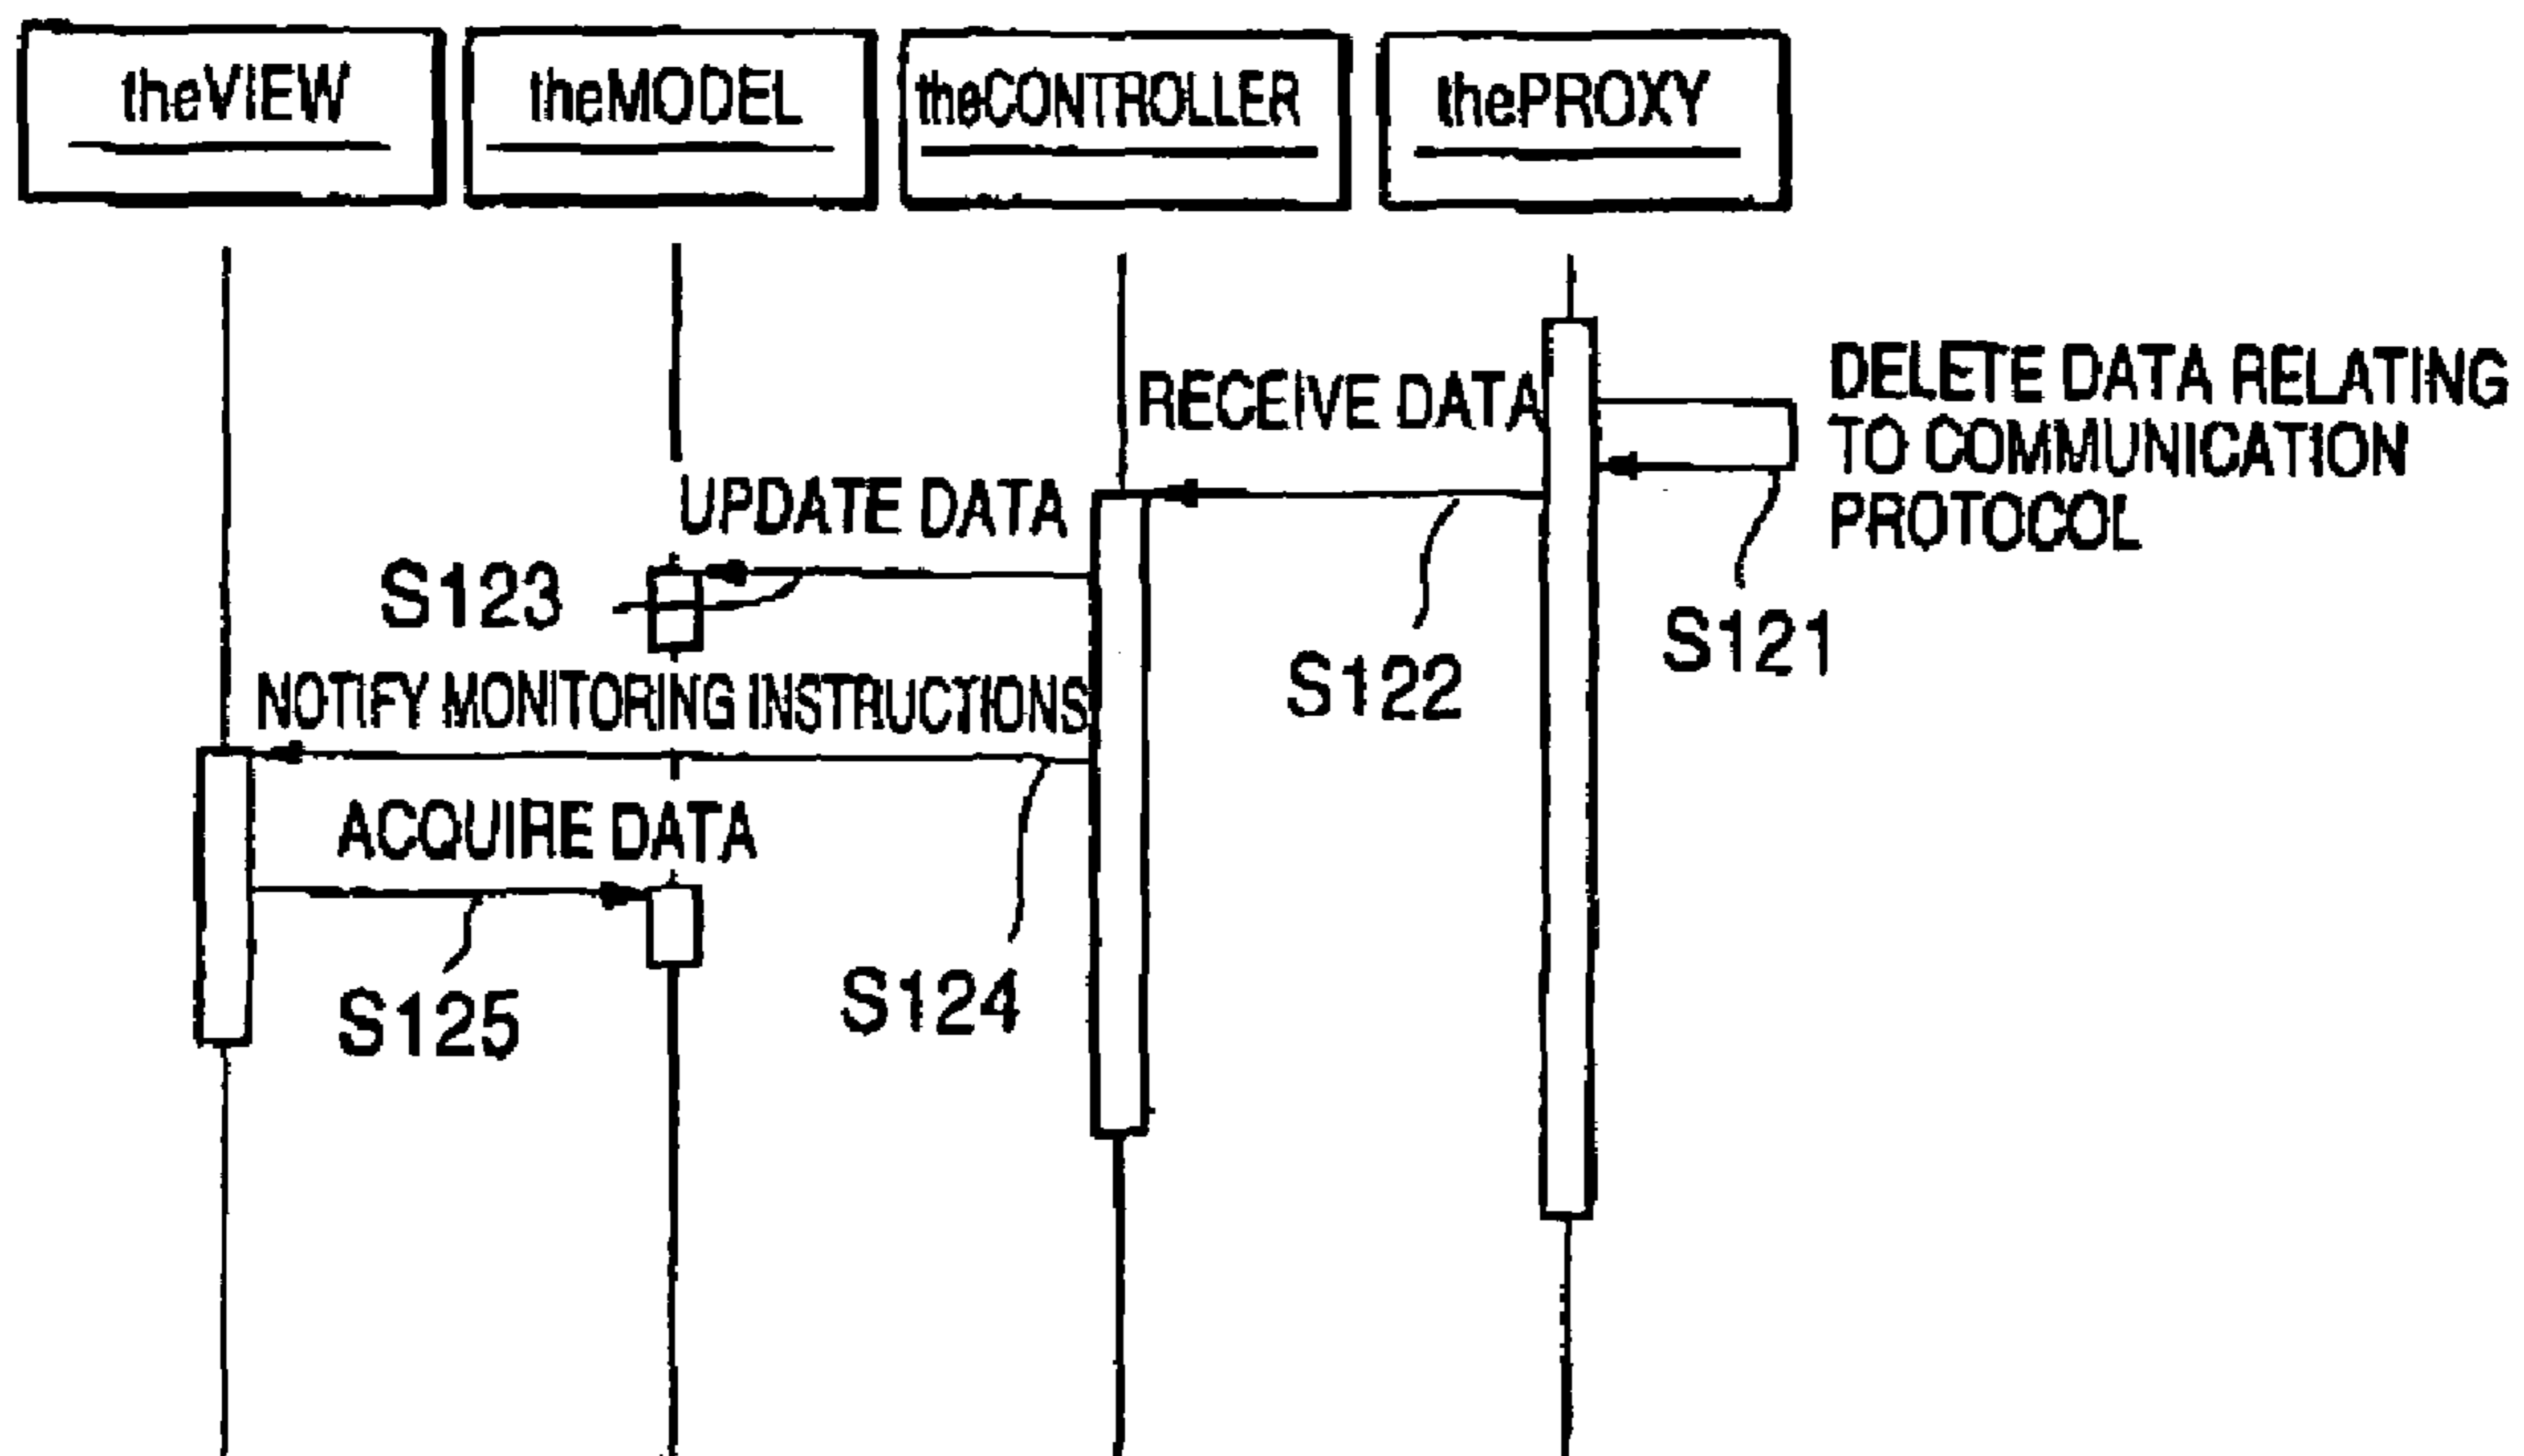 theVIEW
theMODEL
theCONTROLLER
thePROXY
DELETE DATA RELATING
TO COMMUNICATION
PROTOCOL
RECEIVE DATA
UPDATE DATA
S123
S121
S122
NOTIFY MONITORING INSTRUCTIONS
ACQUIRE DATA
S124
S125